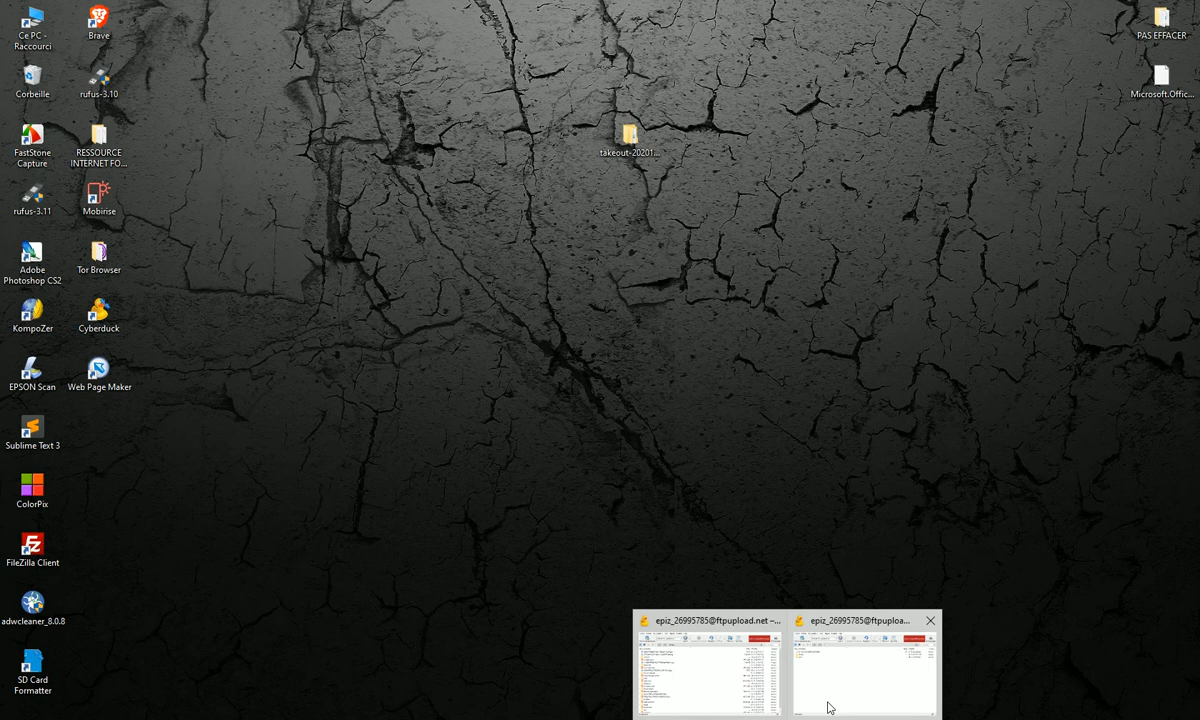 Ce PC -
Raccourci
Brave
PAS EFFACER
Corbeille
rufus-3.10
Microsoft.Offic...
FastStone
Capture
RESSOURCE
INTERNET FO...
takeout-20201...
rufus-3.11
Mobirise
Adobe
Photoshop CS2
Tor Browser
KompoZer
Cyberduck
EPSON Scan
Web Page Maker
Sublime Text 3
ColorPix
FileZilla Client
adwcleaner_8.0.8
SD Card
Formatter
epiz_26995785@ftpupload.net –...
epiz_26995785@ftpuploa...